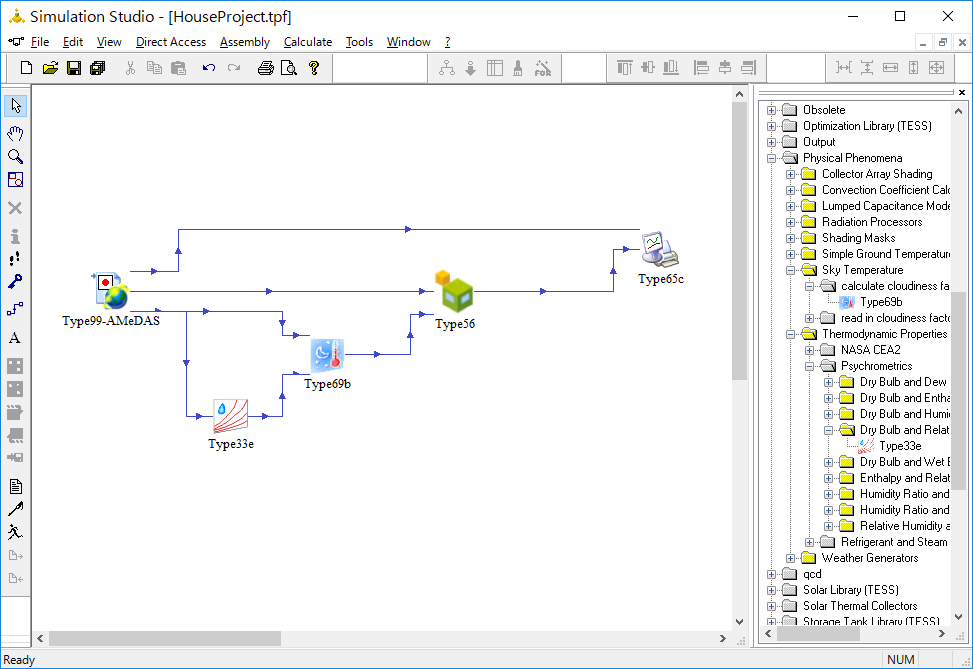 Simulation Studio - [HouseProject.tpf]
File Edit View Direct Access Assembly Calculate Tools Window ?
FOR
A
Type65c
Type99-AMeDAS
Type56
Type69b
Type33e
Obsolete
Optimization Library (TESS)
Output
Physical Phenomena
Collector Array Shading
Convection Coefficient Calc
Lumped Capacitance Mode
Radiation Processors
Shading Masks
Simple Ground Temperature
Sky Temperature
calculate cloudiness fa
Type69b
read in cloudiness facto
Thermodynamic Properties
NASA CEA2
Psychrometrics
Dry Bulb and Dew
Dry Bulb and Entha
Dry Bulb and Humi
Dry Bulb and Relat
Type33e
Dry Bulb and Wet B
Enthalpy and Relat
Humidity Ratio and
Humidity Ratio and
Relative Humidity a
Refrigerant and Steam
Weather Generators
qcd
Solar Library (TESS)
Solar Thermal Collectors
Storage Tank Library (TESS)
Ready
NUM